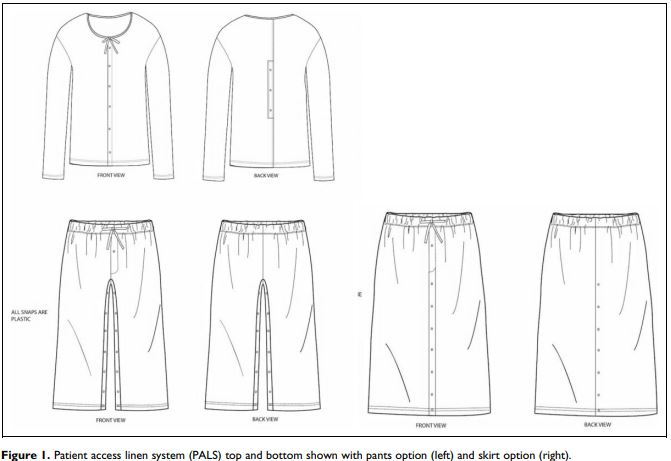 FRONT VIEW
BACK VIEW
ALL SNAPS ARE
PLASTIC
FRONT VIEW
BACK VIEW
FRONT VIEW
BACK VIEW
Figure 1. Patient access linen system (PALS) top and bottom shown with pants option (left) and skirt option (right).